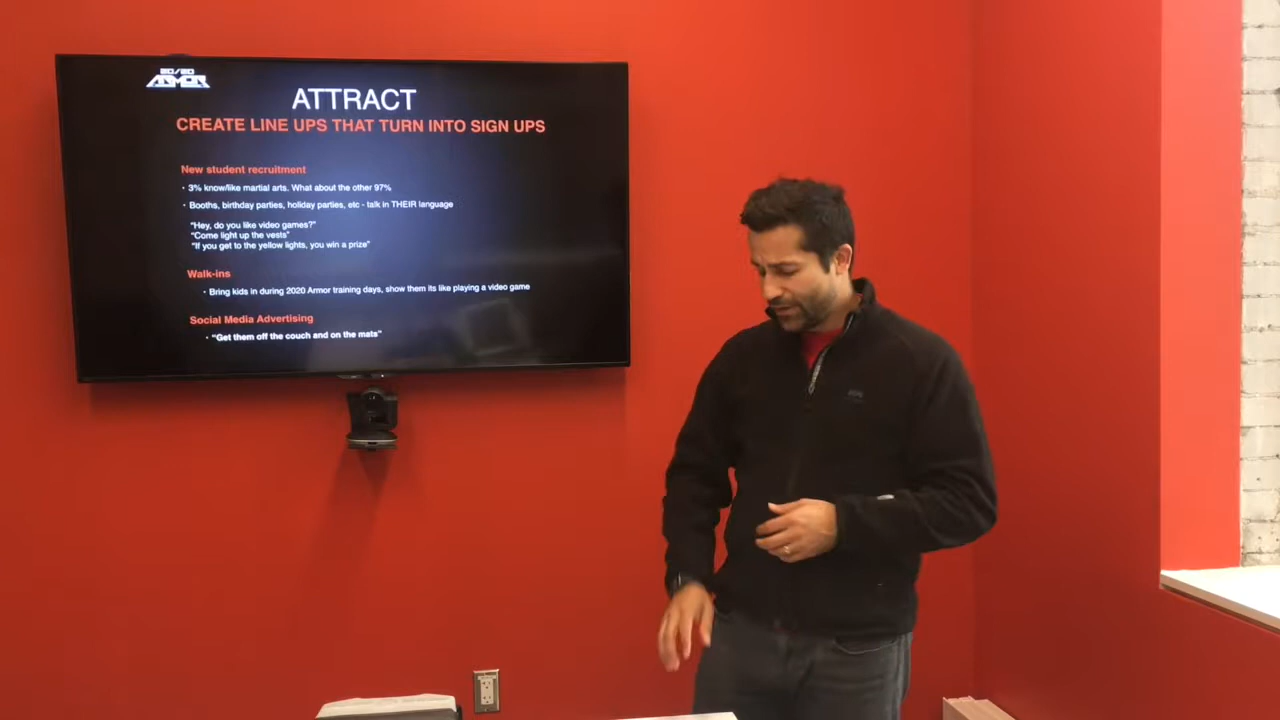 20/20
ARMOR
ATTRACT
CREATE LINE UPS THAT TURN INTO SIGN UPS
New student recruitment
• 3% know/like martial arts. What about the other 97%
• Booths, birthday parties, holiday parties, etc - talk in THEIR language
"Hey, do you like video games?"
"Come light up the vests"
"If you get to the yellow lights, you win a prize"
Walk-ins
• Bring kids in during 2020 Armor training days, show them its like playing a video game
Social Media Advertising
• "Get them off the couch and on the mats"